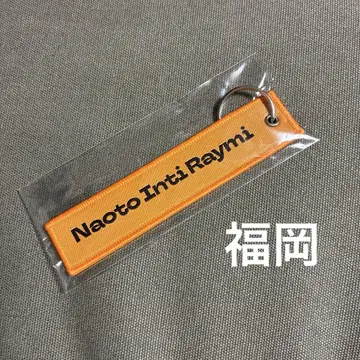 Naoto Inti Raymi
福岡